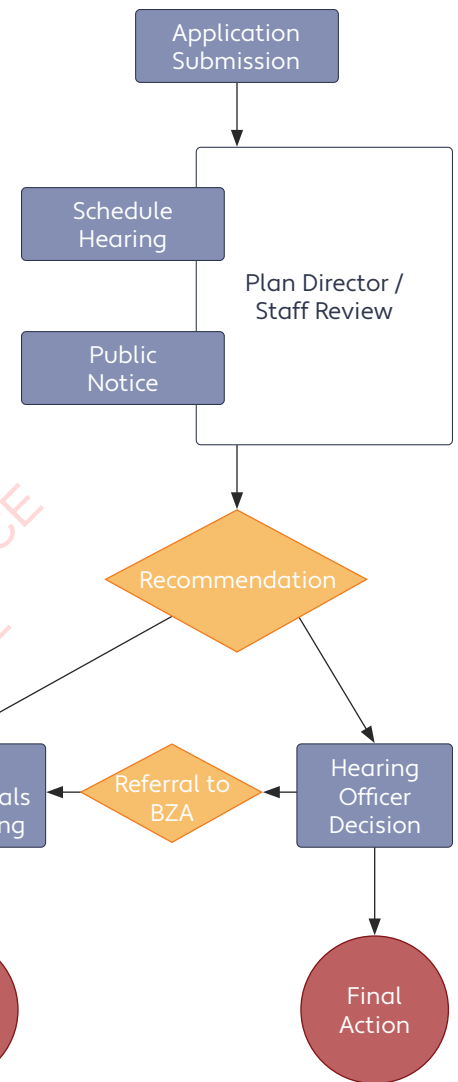 Application
Submission
Schedule
Hearing
Plan Director /
Staff Review
Public
Notice
Recommendation
Referral to
BZA
Hearing
Officer
Decision
Final
Action